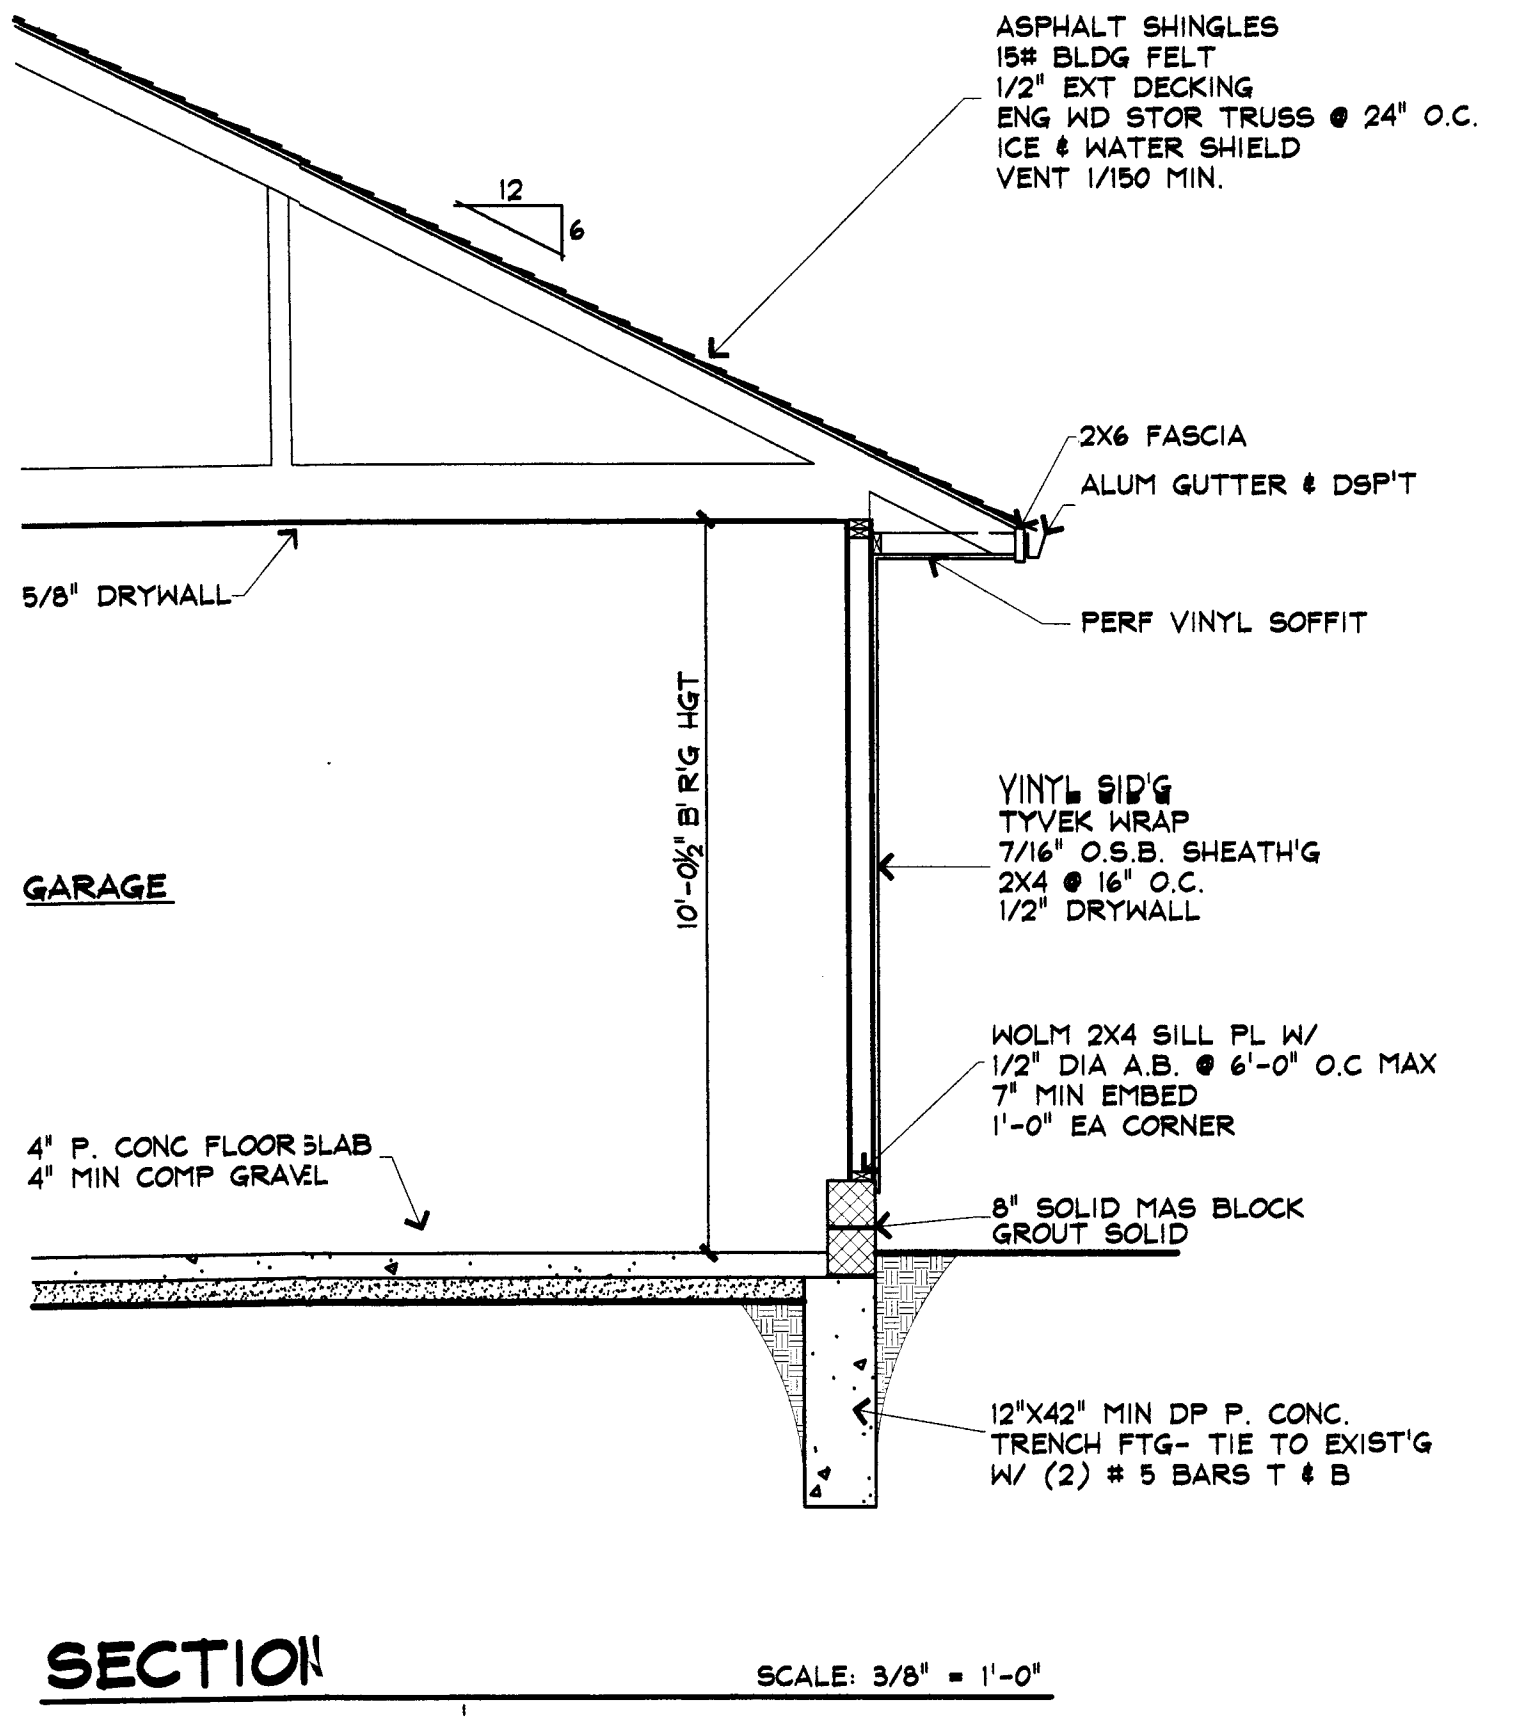 ASPHALT SHINGLES
15# BLDG FELT
1/2" EXT DECKING
ENG WD STOR TRUSS @ 24" O.C.
ICE & WATER SHIELD
VENT 1/150 MIN.
12
6
2X6 FASCIA
ALUM GUTTER & DSP'T
5/8" DRYWALL
PERF VINYL SOFFIT
10'-0½" B'R'G HGT
VINYL SID'G
TYVEK WRAP
7/16" O.S.B. SHEATH'G
2X4 @ 16" O.C.
1/2" DRYWALL
GARAGE
WOLM 2X4 SILL PL W/
1/2" DIA A.B. @ 6'-0" O.C MAX
7" MIN EMBED
1'-0" EA CORNER
4" P. CONC FLOOR SLAB
4" MIN COMP GRAVEL
8" SOLID MAS BLOCK
GROUT SOLID
12"X42" MIN DP P. CONC.
TRENCH FTG- TIE TO EXIST'G
W/ (2) # 5 BARS T & B
SECTION
SCALE: 3/8" = 1'-0"